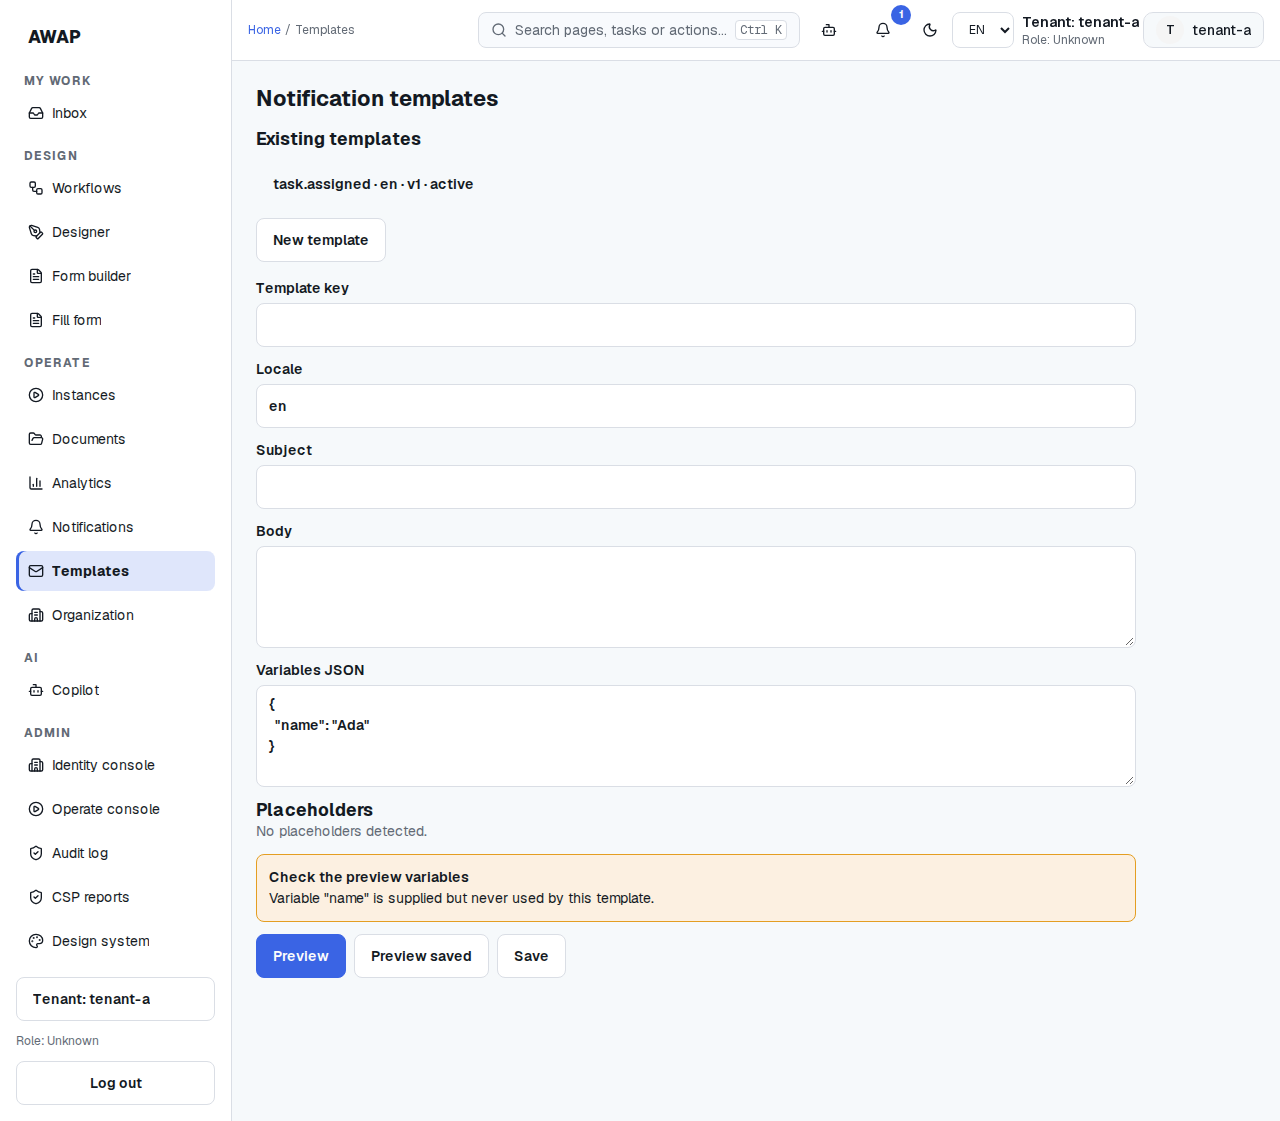 AWAP
MY WORK
Inbox
DESIGN
Workflows
Designer
Form builder
Fill form
OPERATE
Instances
Documents
Analytics
Notifications
Templates
Organization
AI
Copilot
ADMIN
Identity console
Operate console
Audit log
CSP reports
Design system
Tenant: tenant-a
Role: Unknown
Log out
Home / Templates
Search pages, tasks or actions... Ctrl K
1
EN
Tenant: tenant-a
Role: Unknown
T tenant-a
Notification templates
Existing templates
task.assigned · en · v1 · active
New template
Template key
Locale
en
Subject
Body
Variables JSON
{
"name": "Ada"
}
Placeholders
No placeholders detected.
Check the preview variables
Variable "name" is supplied but never used by this template.
Preview Preview saved Save